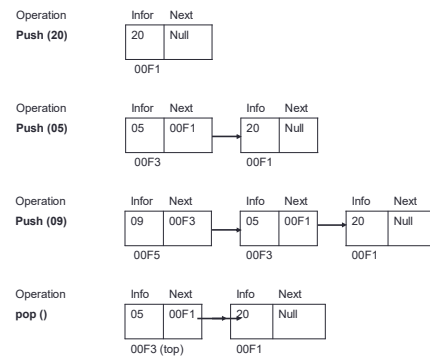 Operation Infor Next
Push (20) 20 Null
00F1
Operation Infor Next Info Next
Push (05) 05 00F1 20 Null
00F3 00F1
Operation Infor Next Info Next Info Next
Push (09) 09 00F3 05 00F1 20 Null
00F5 00F3 00F1
Operation Info Next Info Next
pop () 05 00F1 20 Null
00F3 (top) 00F1